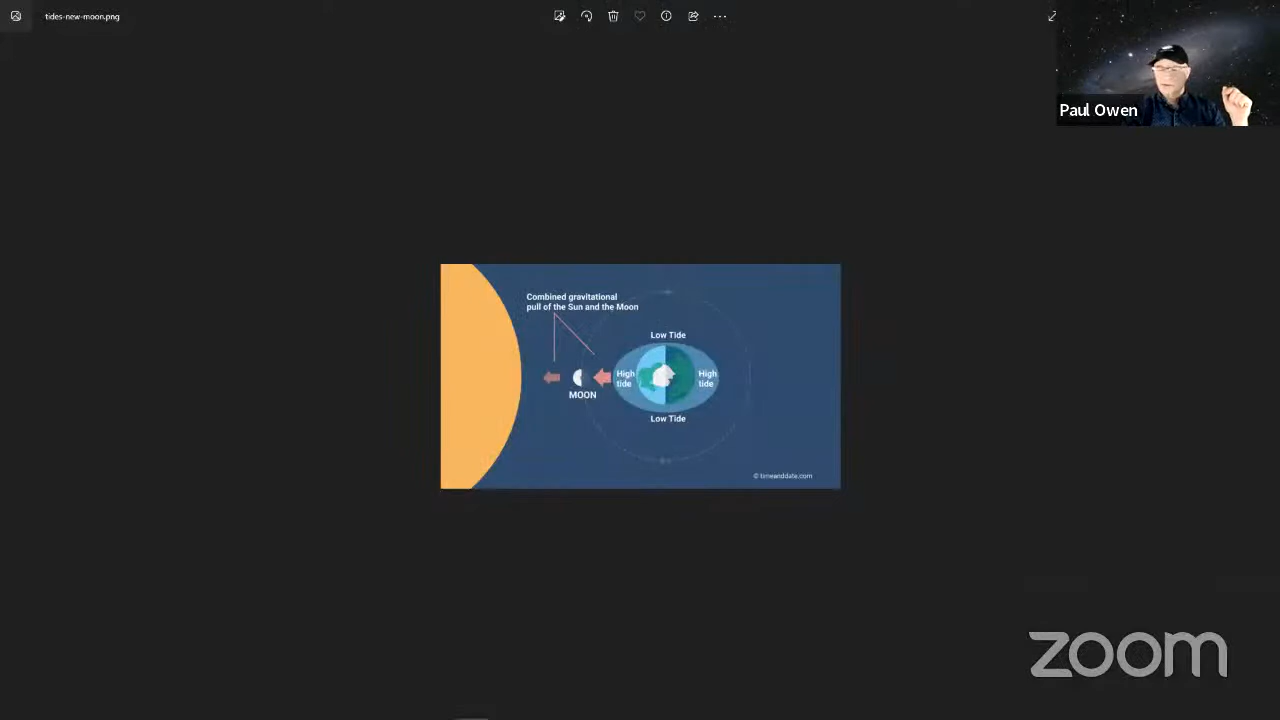 tides-new-moon.png
Paul Owen
Combined gravitational
pull of the Sun and the Moon
Low Tide
High
tide
High
tide
MOON
Low Tide
© timeanddate.com
zoom